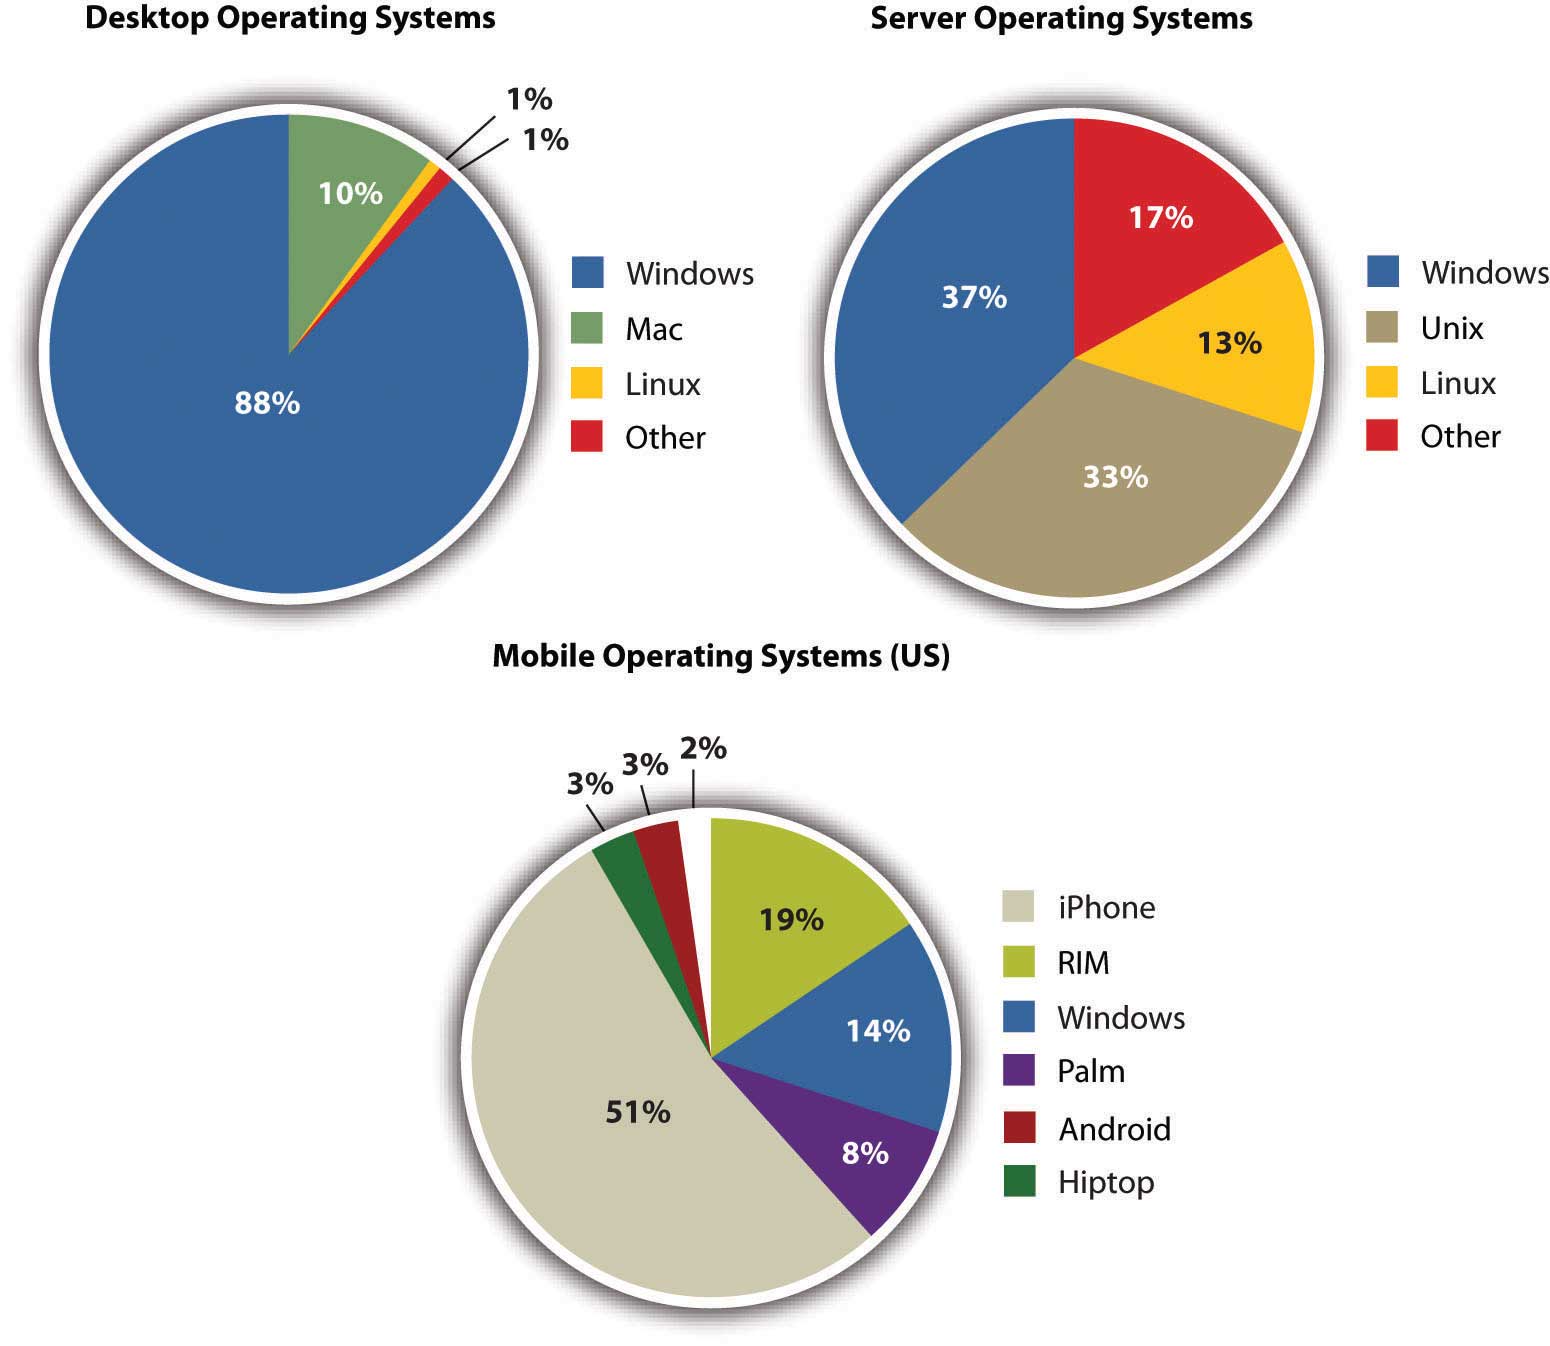 Desktop Operating Systems
1%
1%
10%
88%
Windows
Mac
Linux
Other
Server Operating Systems
17%
37%
13%
33%
Windows
Unix
Linux
Other
Mobile Operating Systems (US)
2%
3%
3%
19%
14%
51%
8%
iPhone
RIM
Windows
Palm
Android
Hiptop